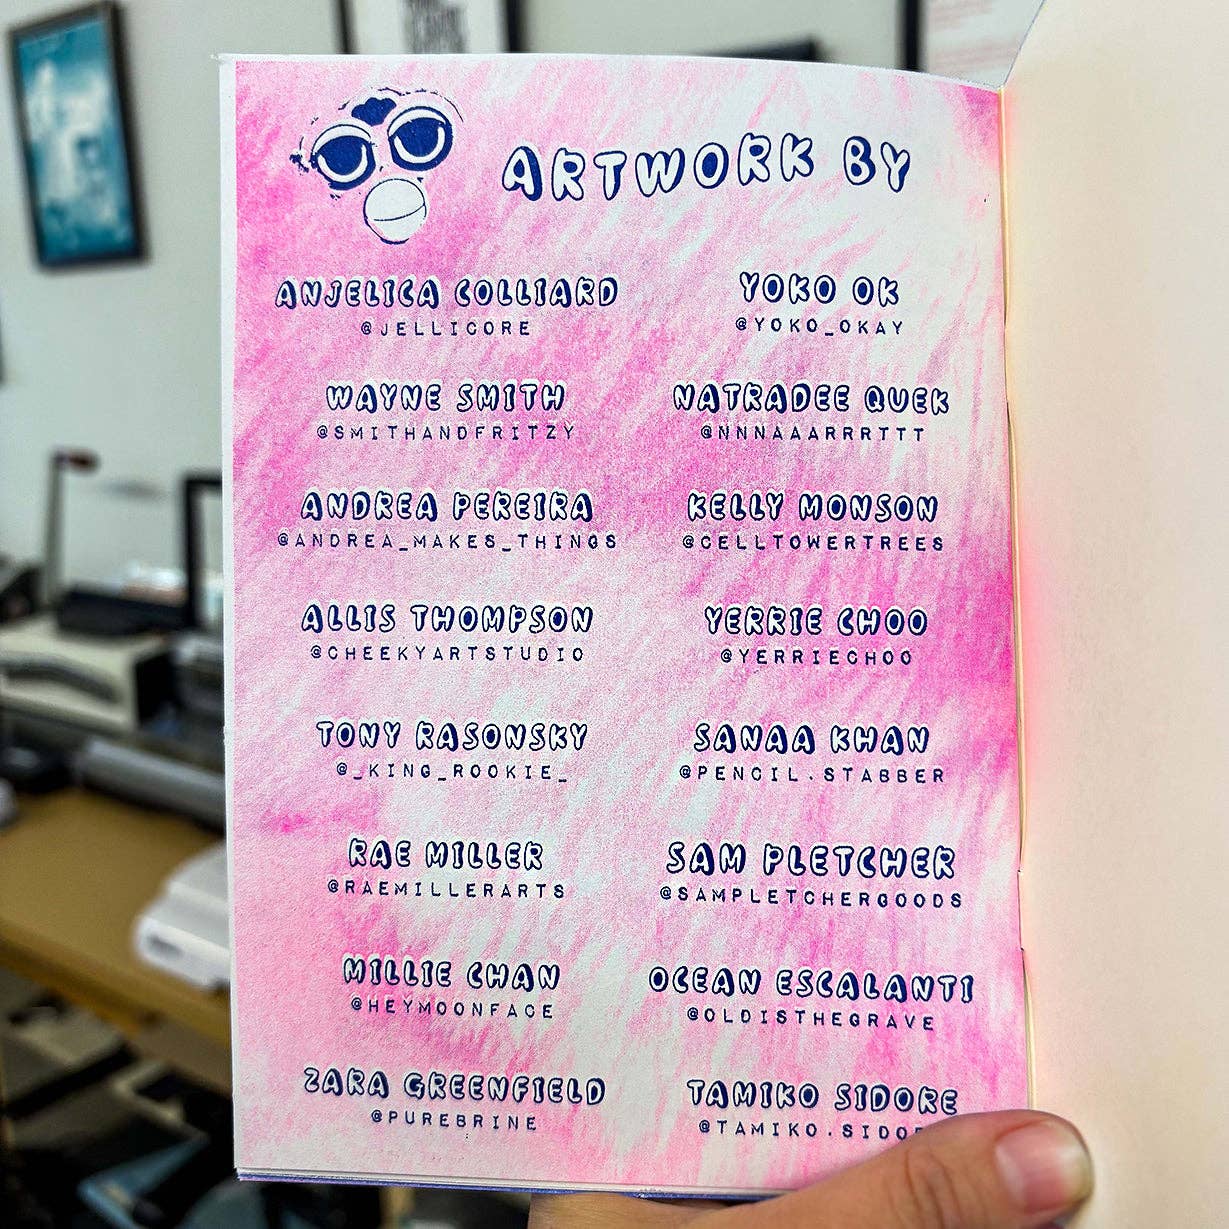 ARTWORK BY
ANJELICA COLLIARD
@JELLICORE
YOKO OK
@YOKO_OKAY
WAYNE SMITH
@SMITHANDFRITZY
NATRADEE QUEK
@NNNAAARRRTTT
ANDREA PEREIRA
@ANDREA_MAKES_THINGS
KELLY MONSON
@CELLTOWERTREES
ALLIS THOMPSON
@CHEEKYARTSTUDIO
YERRIE CHOO
@YERRIECHOO
TONY RASONSKY
@_KING_ROOKIE_
SANAA KHAN
@PENCIL.STABBER
RAE MILLER
@RAEMILLERARTS
SAM PLETCHER
@SAMPLETCHERGOODS
MILLIE CHAN
@HEYMOONFACE
OCEAN ESCALANTI
@OLDISTHEGRAVE
ZARA GREENFIELD
@PUREBRINE
TAMIKO SIDORE